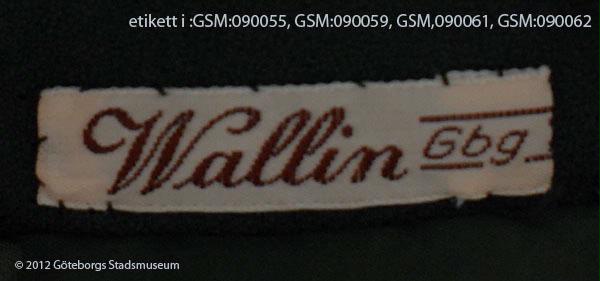 etikett i :GSM:090055, GSM:090059, GSM,090061, GSM:090062
Wallin Gbg
© 2012 Göteborgs Stadsmuseum